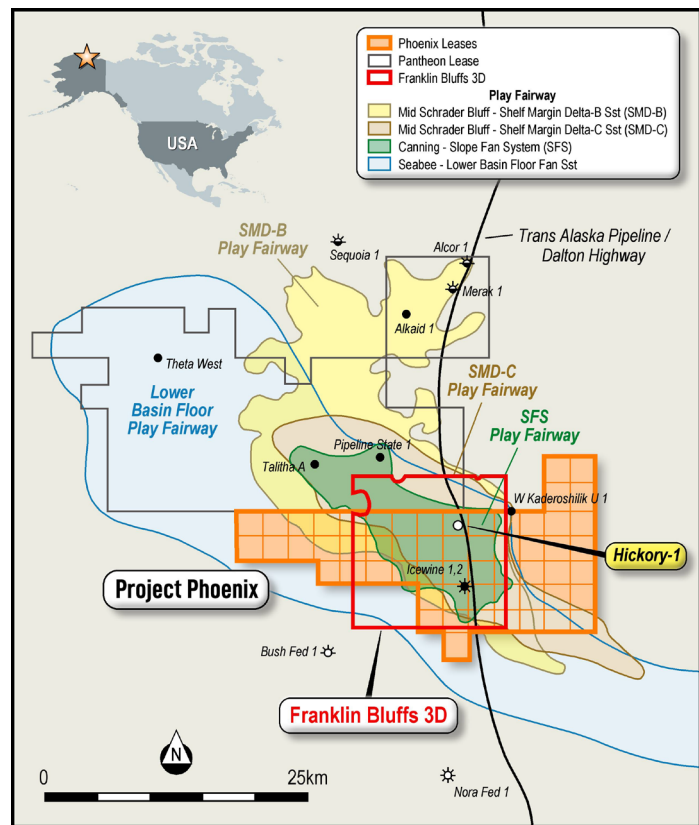 USA
Phoenix Leases
Pantheon Lease
Franklin Bluffs 3D
Play Fairway
Mid Schrader Bluff - Shelf Margin Delta-B Sst (SMD-B)
Mid Schrader Bluff - Shelf Margin Delta-C Sst (SMD-C)
Canning - Slope Fan System (SFS)
Seabee - Lower Basin Floor Fan Sst
SMD-B
Play Fairway
Sequoia 1
Alcor 1
Trans Alaska Pipeline /
Dalton Highway
Merak 1
Alkaid 1
Theta West
Lower
Basin Floor
Play Fairway
SMD-C
Play Fairway
SFS
Play Fairway
Pipeline State 1
Talitha A
W Kaderoshilik U 1
Hickory-1
Icewine 1,2
Project Phoenix
Bush Fed 1
Franklin Bluffs 3D
N
0
25km
Nora Fed 1